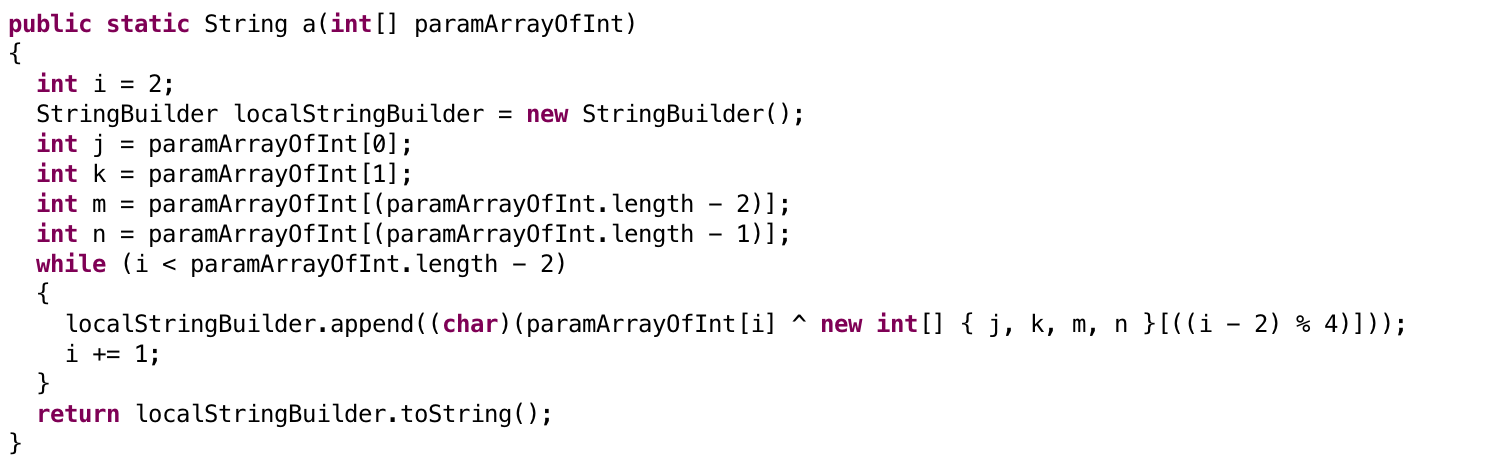 public static String a(int[] paramArrayOfInt)
{
  int i = 2;
  StringBuilder localStringBuilder = new StringBuilder();
  int j = paramArrayOfInt[0];
  int k = paramArrayOfInt[1];
  int m = paramArrayOfInt[(paramArrayOfInt.length - 2)];
  int n = paramArrayOfInt[(paramArrayOfInt.length - 1)];
  while (i < paramArrayOfInt.length - 2)
  {
    localStringBuilder.append((char)(paramArrayOfInt[i] ^ new int[] { j, k, m, n }[((i - 2) % 4)]));
    i += 1;
  }
  return localStringBuilder.toString();
}